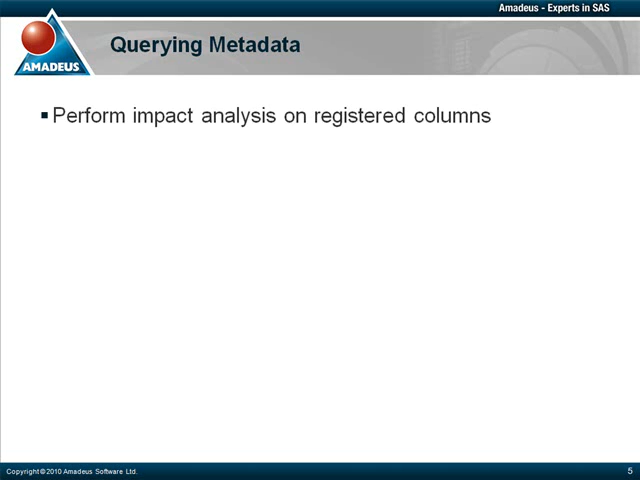 Amadeus - Experts in SAS
Querying Metadata
AMADEUS
▪ Perform impact analysis on registered columns
Copyright © 2010 Amadeus Software Ltd.
5